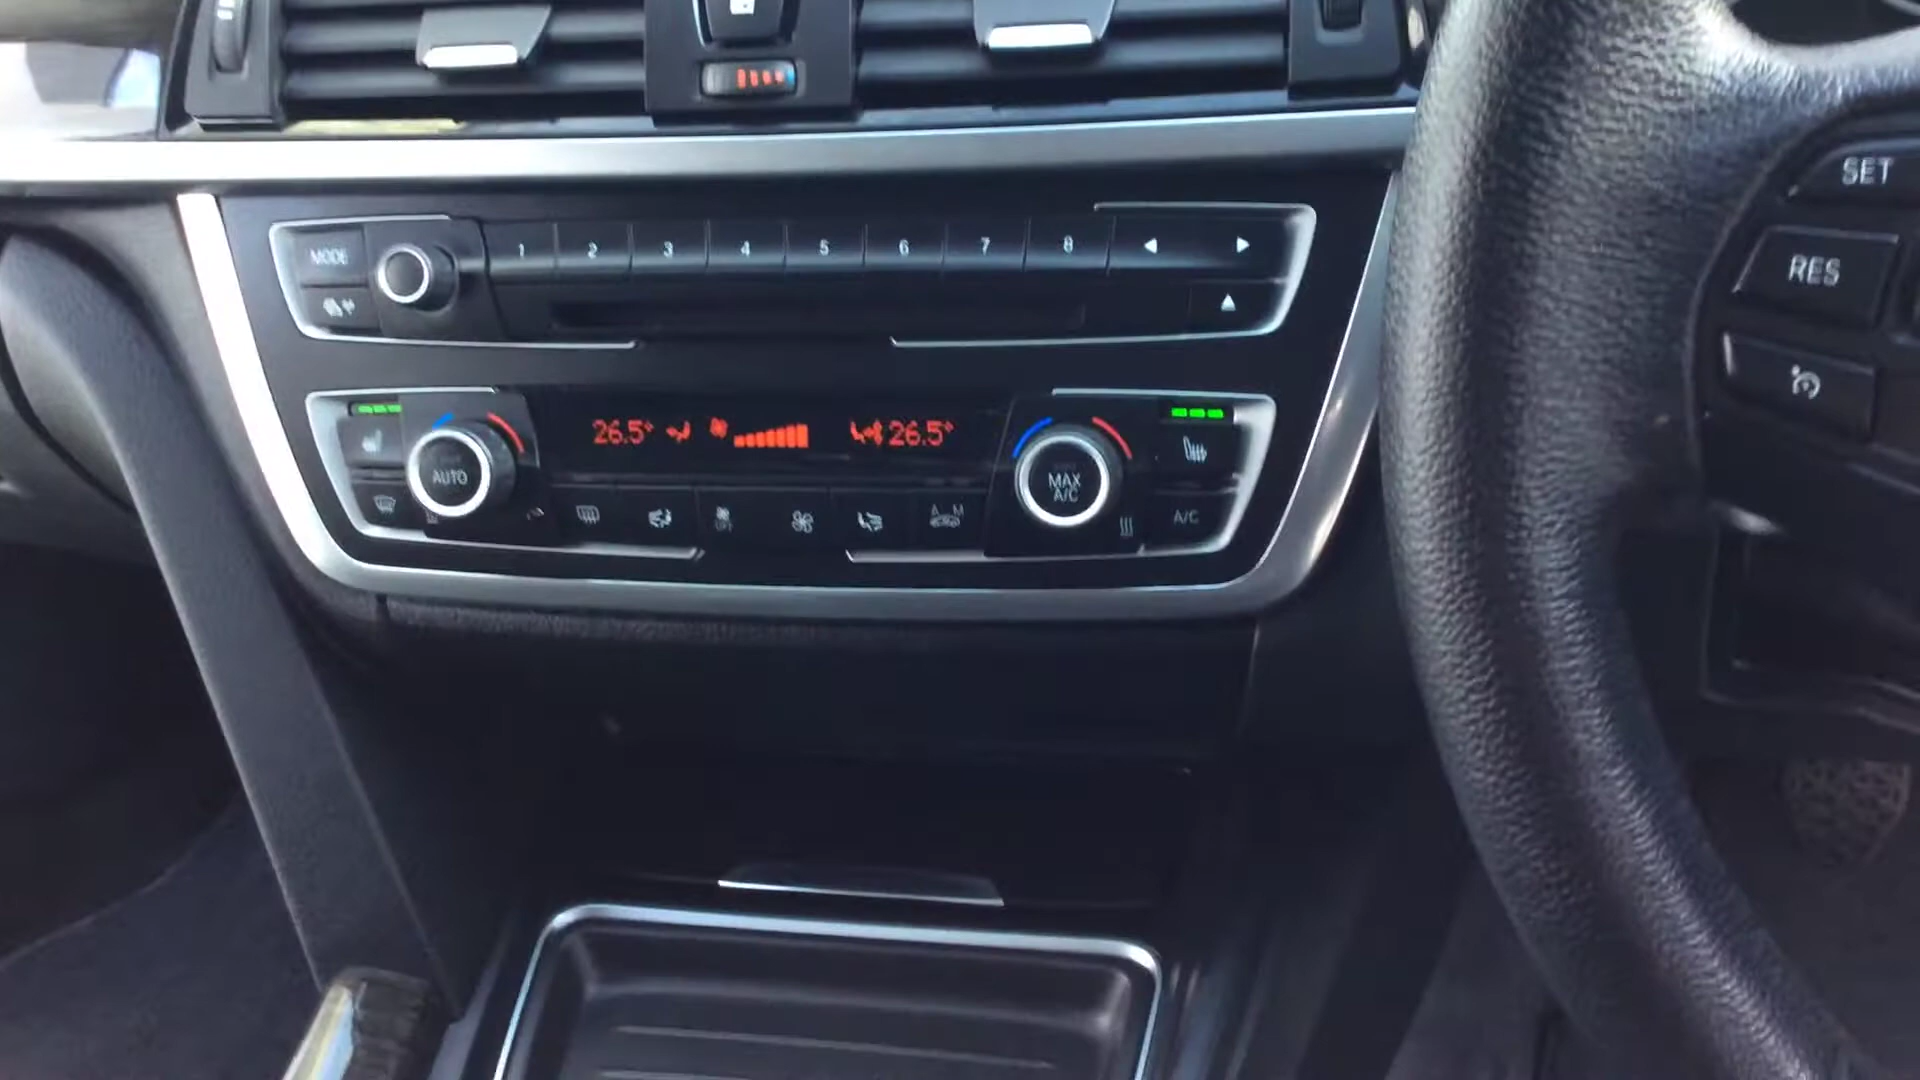 MODE
1 2 3 4 5 6 7 8
SET
RES
26.5° 26.5°
AUTO
MAX
A/C
A M
A/C